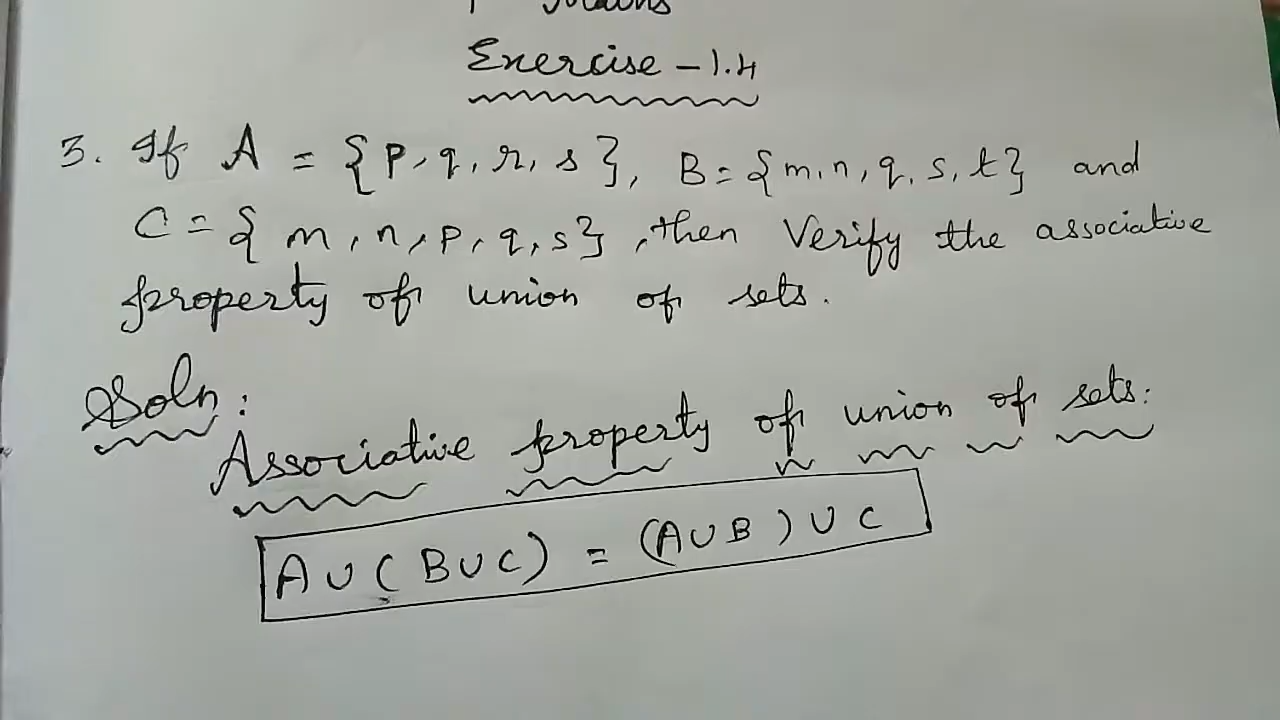 Maths
Exercise - 1.4
3. If A = {p, q, r, s}, B = {m, n, q, s, t} and
C = {m, n, p, q, s}, then Verify the associative
property of union of sets.
Soln:
Associative property of union of sets:
A∪(B∪C) = (A∪B)∪C